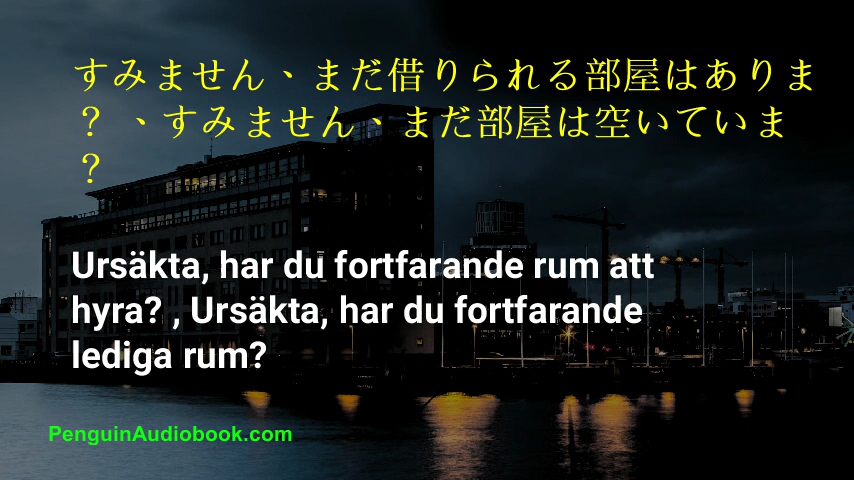 すみません、まだ借りられる部屋はありま
？ 、すみません、まだ部屋は空いていま
？
Ursäkta, har du fortfarande rum att
hyra? , Ursäkta, har du fortfarande
lediga rum?
PenguinAudiobook.com